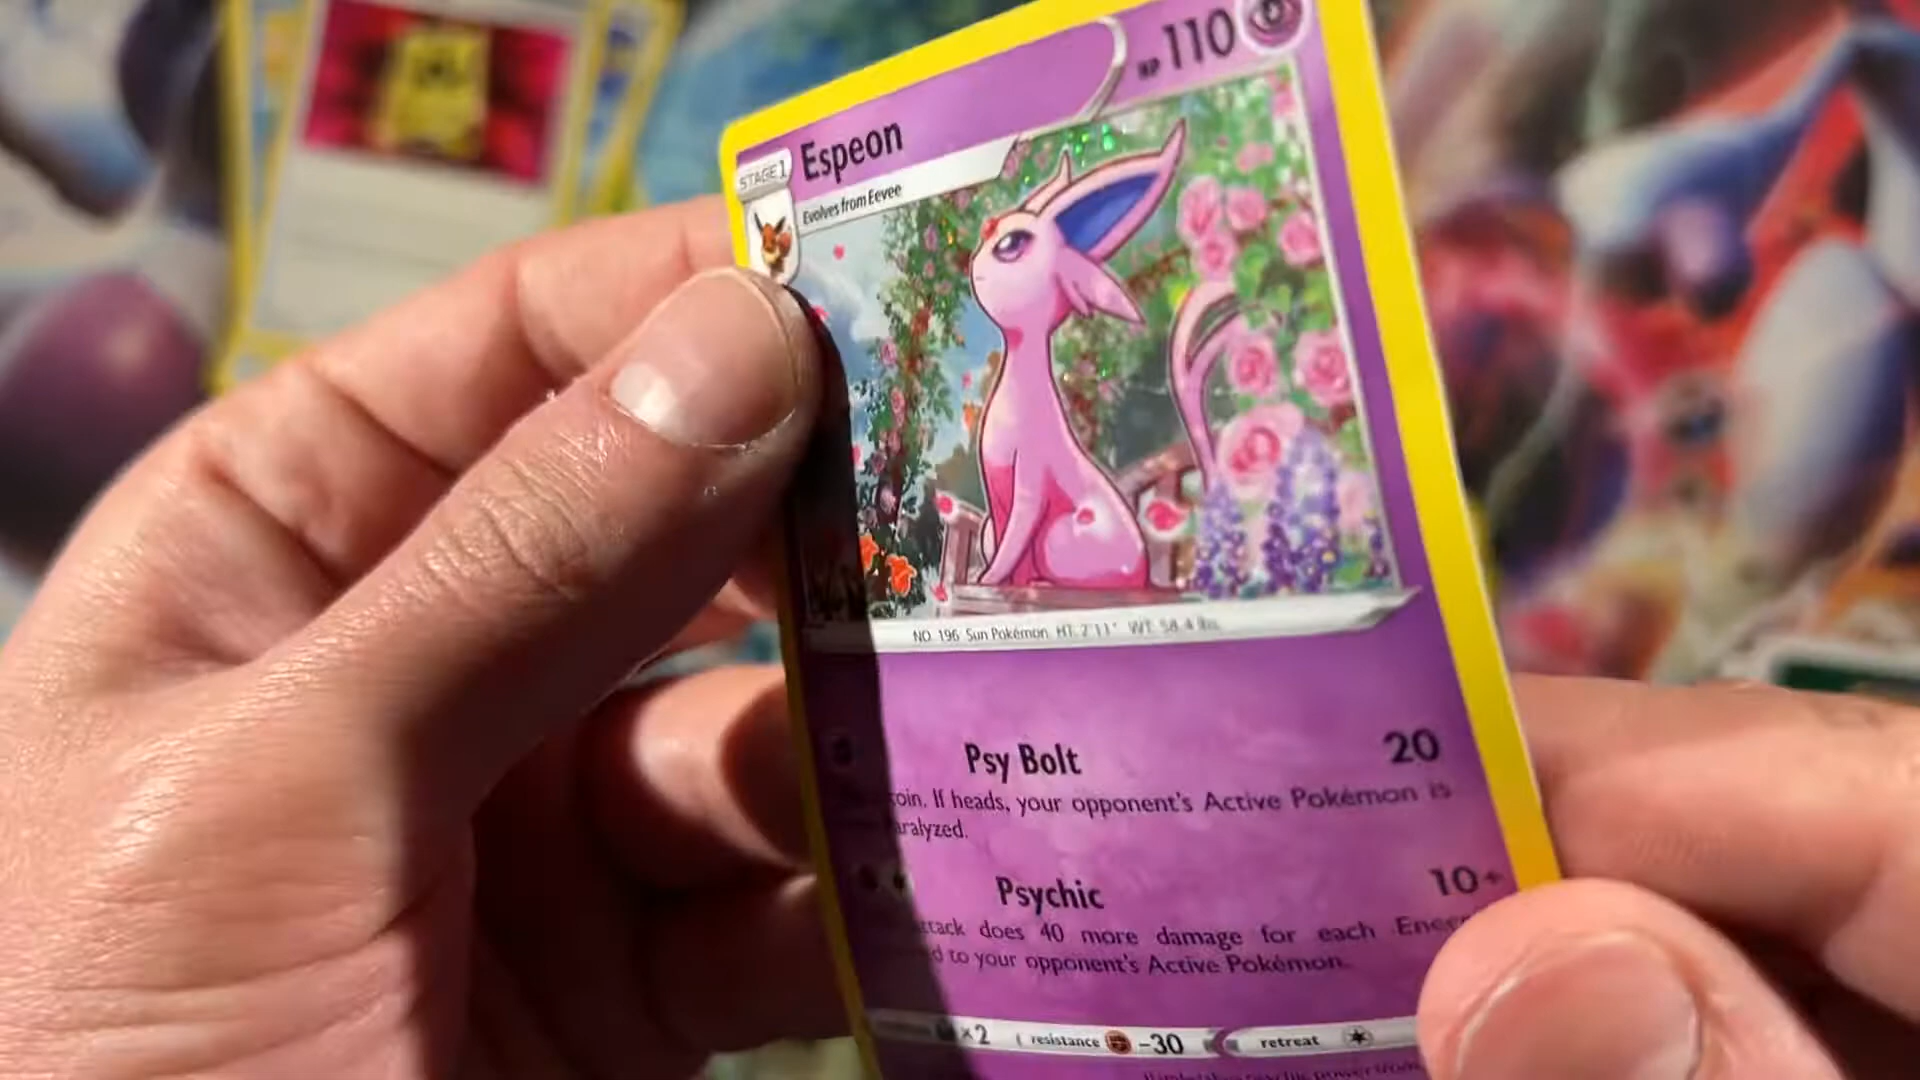 HP 110
STAGE 1 Espeon
Evolves from Eevee
NO. 196 Sun Pokémon HT: 2'11" WT: 58.4 lbs.
Psy Bolt 20
coin. If heads, your opponent's Active Pokémon is
aralyzed.
Psychic 10+
ttack does 40 more damage for each
d to your opponent's Active Pokémon.
×2 resistance -30 retreat